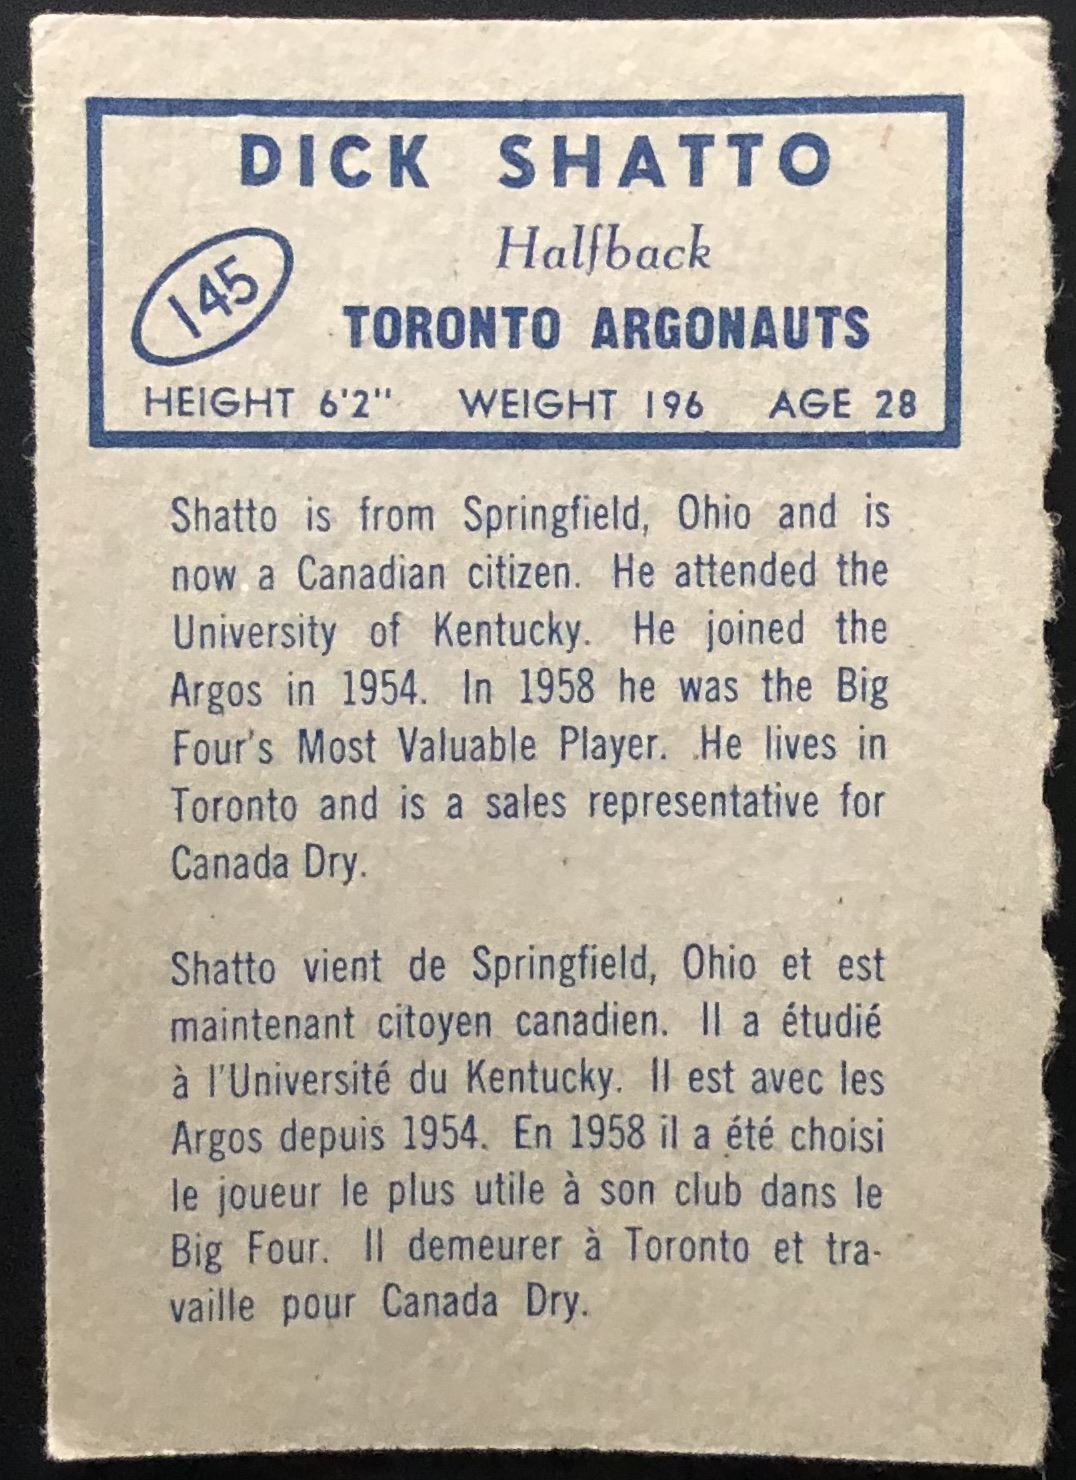 DICK SHATTO
Halfback
145
TORONTO ARGONAUTS
HEIGHT 6'2" WEIGHT 196 AGE 28
Shatto is from Springfield, Ohio and is
now a Canadian citizen. He attended the
University of Kentucky. He joined the
Argos in 1954. In 1958 he was the Big
Four's Most Valuable Player. He lives in
Toronto and is a sales representative for
Canada Dry.
Shatto vient de Springfield, Ohio et est
maintenant citoyen canadien. Il a étudié
à l'Université du Kentucky. Il est avec les
Argos depuis 1954. En 1958 il a été choisi
le joueur le plus utile à son club dans le
Big Four. Il demeurer à Toronto et tra-
vaille pour Canada Dry.